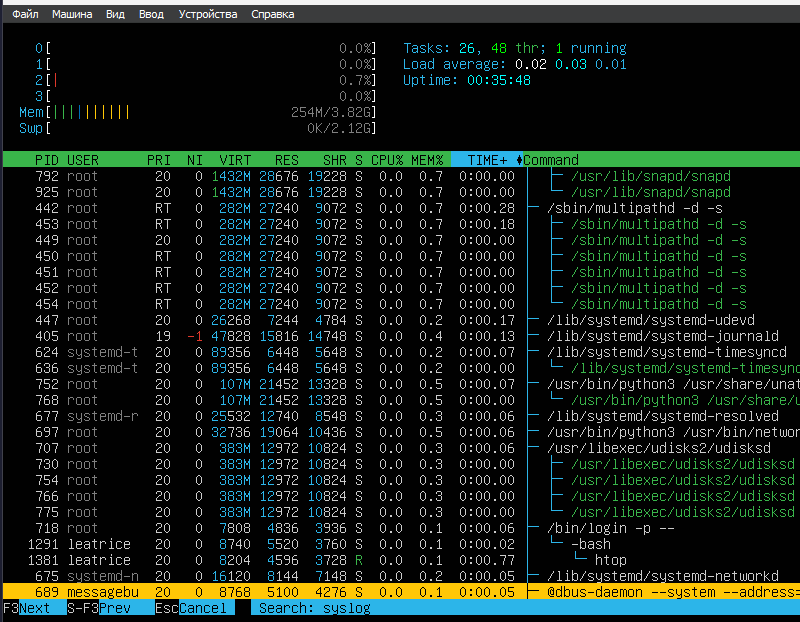 Файл Машина Вид Ввод Устройства Справка
0[ 0.0%] Tasks: 26, 48 thr; 1 running
1[ 0.0%] Load average: 0.02 0.03 0.01
2[| 0.7%] Uptime: 00:35:48
3[ 0.0%]
Mem[|||||||||| 254M/3.82G]
Swp[ 0K/2.12G]
PID USER PRI NI VIRT RES SHR S CPU% MEM% TIME+ Command
792 root 20 0 1432M 28676 19228 S 0.0 0.7 0:00.00 /usr/lib/snapd/snapd
925 root 20 0 1432M 28676 19228 S 0.0 0.7 0:00.00 /usr/lib/snapd/snapd
442 root RT 0 282M 27240 9072 S 0.0 0.7 0:00.28 /sbin/multipathd -d -s
453 root RT 0 282M 27240 9072 S 0.0 0.7 0:00.18 /sbin/multipathd -d -s
449 root 20 0 282M 27240 9072 S 0.0 0.7 0:00.00 /sbin/multipathd -d -s
450 root RT 0 282M 27240 9072 S 0.0 0.7 0:00.00 /sbin/multipathd -d -s
451 root RT 0 282M 27240 9072 S 0.0 0.7 0:00.00 /sbin/multipathd -d -s
452 root RT 0 282M 27240 9072 S 0.0 0.7 0:00.00 /sbin/multipathd -d -s
454 root RT 0 282M 27240 9072 S 0.0 0.7 0:00.00 /sbin/multipathd -d -s
447 root 20 0 26268 7244 4784 S 0.0 0.2 0:00.17 /lib/systemd/systemd-udevd
405 root 19 -1 47828 15816 14748 S 0.0 0.4 0:00.13 /lib/systemd/systemd-journald
624 systemd-t 20 0 89356 6448 5648 S 0.0 0.2 0:00.07 /lib/systemd/systemd-timesyncd
636 systemd-t 20 0 89356 6448 5648 S 0.0 0.2 0:00.00 /lib/systemd/systemd-timesync
752 root 20 0 107M 21452 13328 S 0.0 0.5 0:00.07 /usr/bin/python3 /usr/share/unat
768 root 20 0 107M 21452 13328 S 0.0 0.5 0:00.00 /usr/bin/python3 /usr/share/u
677 systemd-r 20 0 25532 12740 8548 S 0.0 0.3 0:00.06 /lib/systemd/systemd-resolved
697 root 20 0 32736 19064 10436 S 0.0 0.5 0:00.06 /usr/bin/python3 /usr/bin/networ
707 root 20 0 383M 12972 10824 S 0.0 0.3 0:00.06 /usr/libexec/udisks2/udisksd
730 root 20 0 383M 12972 10824 S 0.0 0.3 0:00.00 /usr/libexec/udisks2/udisksd
754 root 20 0 383M 12972 10824 S 0.0 0.3 0:00.00 /usr/libexec/udisks2/udisksd
766 root 20 0 383M 12972 10824 S 0.0 0.3 0:00.00 /usr/libexec/udisks2/udisksd
775 root 20 0 383M 12972 10824 S 0.0 0.3 0:00.00 /usr/libexec/udisks2/udisksd
718 root 20 0 7808 4836 3936 S 0.0 0.1 0:00.06 /bin/login -p --
1291 leatrice 20 0 8740 5520 3760 S 0.0 0.1 0:00.02 -bash
1381 leatrice 20 0 8204 4596 3728 R 0.0 0.1 0:00.77 htop
675 systemd-n 20 0 16120 8144 7148 S 0.0 0.2 0:00.05 /lib/systemd/systemd-networkd
689 messagebu 20 0 8768 5100 4276 S 0.0 0.1 0:00.05 @dbus-daemon --system --address=
F3Next S-F3Prev EscCancel Search: syslog